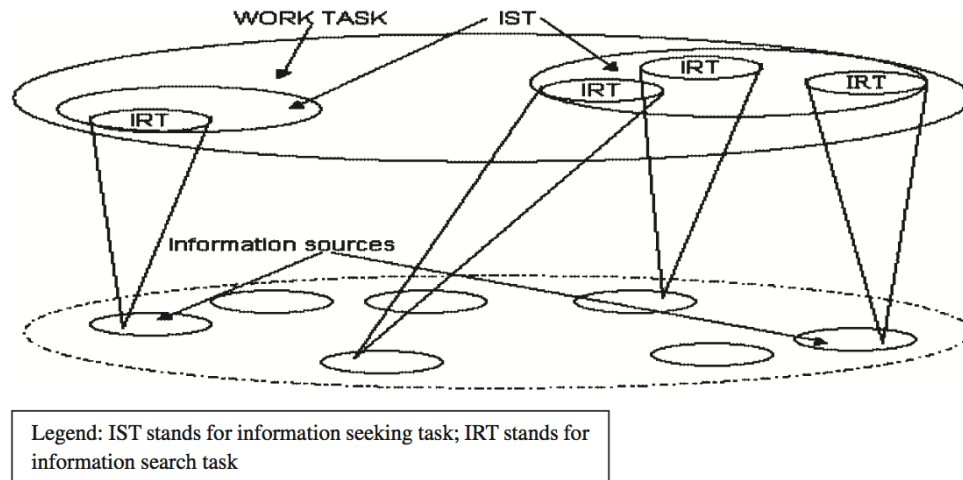 WORK TASK
IST
IRT
IRT
IRT
IRT
Information sources
Legend: IST stands for information seeking task; IRT stands for
information search task